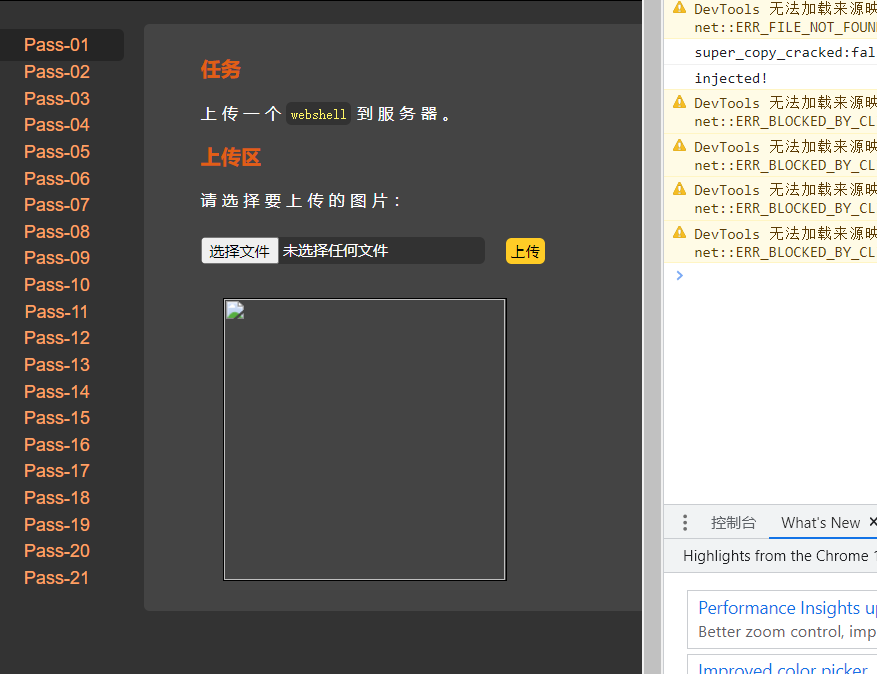 Pass-01
Pass-02
Pass-03
Pass-04
Pass-05
Pass-06
Pass-07
Pass-08
Pass-09
Pass-10
Pass-11
Pass-12
Pass-13
Pass-14
Pass-15
Pass-16
Pass-17
Pass-18
Pass-19
Pass-20
Pass-21
任务
上传一个 webshell 到服务器。
上传区
请选择要上传的图片：
选择文件 未选择任何文件 上传
DevTools 无法加载来源映
net::ERR_FILE_NOT_FOUN
super_copy_cracked:fal
injected!
DevTools 无法加载来源映
net::ERR_BLOCKED_BY_CL
DevTools 无法加载来源映
net::ERR_BLOCKED_BY_CL
DevTools 无法加载来源映
net::ERR_BLOCKED_BY_CL
DevTools 无法加载来源映
net::ERR_BLOCKED_BY_CL
控制台 What's New ×
Highlights from the Chrome 1
Performance Insights up
Better zoom control, imp
Improved color picker